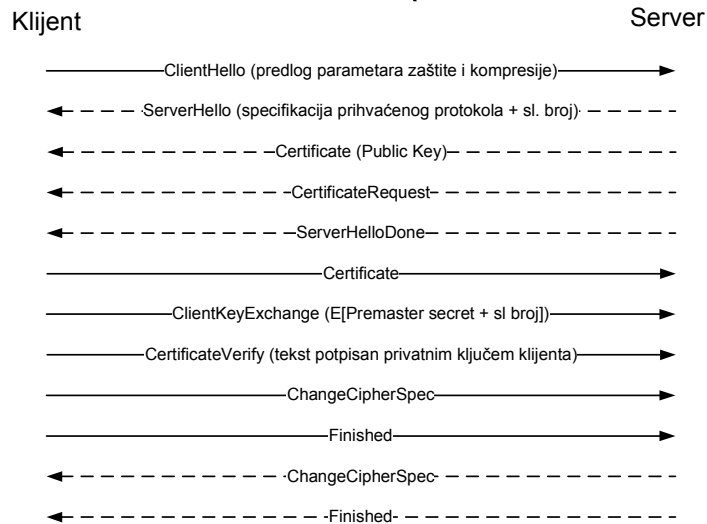 Klijent
Server
ClientHello (predlog parametara zaštite i kompresije)
ServerHello (specifikacija prihvaćenog protokola + sl. broj)
Certificate (Public Key)
CertificateRequest
ServerHelloDone
Certificate
ClientKeyExchange (E[Premaster secret + sl broj])
CertificateVerify (tekst potpisan privatnim ključem klijenta)
ChangeCipherSpec
Finished
ChangeCipherSpec
Finished